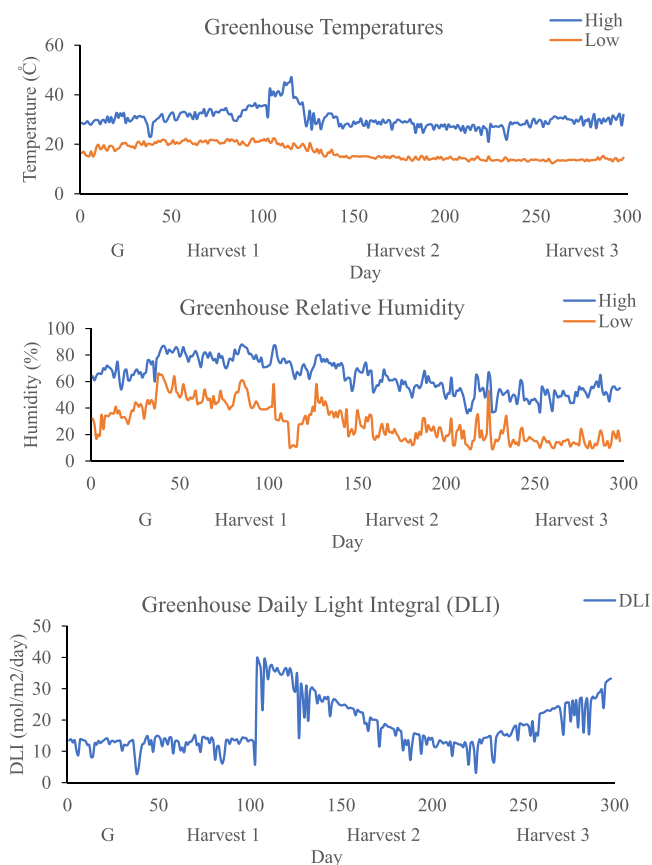 Greenhouse Temperatures
High
Low
Temperature (C̊)
60
40
20
0
0 50 100 150 200 250 300
G Harvest 1 Harvest 2 Harvest 3
Day
Greenhouse Relative Humidity
High
Low
Humidity (%)
100
80
60
40
20
0
0 50 100 150 200 250 300
G Harvest 1 Harvest 2 Harvest 3
Day
Greenhouse Daily Light Integral (DLI)
DLI
DLI (mol/m2/day)
50
40
30
20
10
0
0 50 100 150 200 250 300
G Harvest 1 Harvest 2 Harvest 3
Day